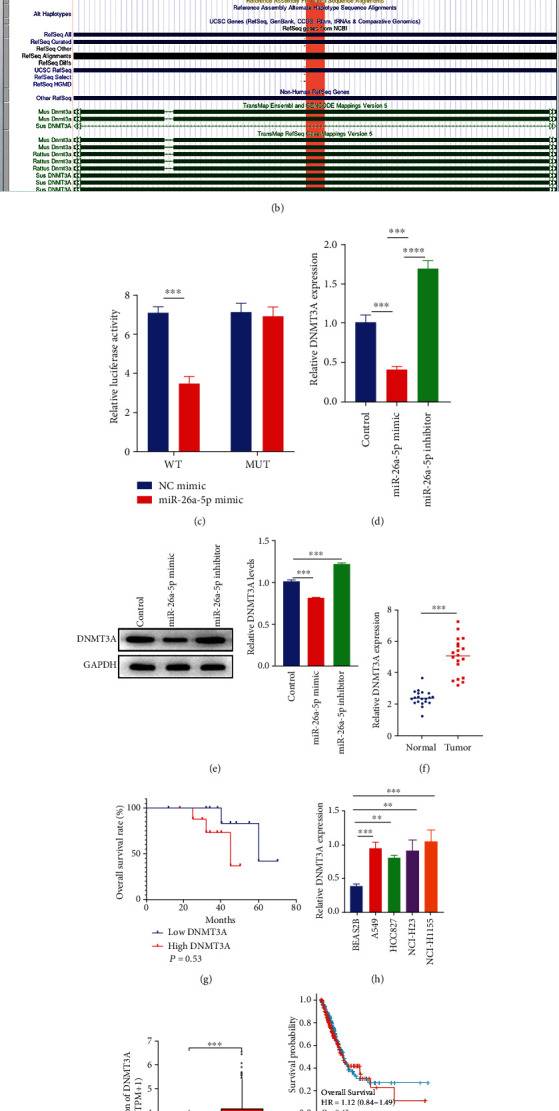 Reference Assembly Alternate Haplotype Sequence Alignments
Alt Haplotypes
UCSC Genes (RefSeq, GenBank, CCDS, Rfam, tRNAs & Comparative Genomics)
RefSeq genes from NCBI
RefSeq All
RefSeq Curated
RefSeq Other
RefSeq Alignments
RefSeq Diffs
UCSC RefSeq
RefSeq Select
RefSeq HGMD
Non-Human RefSeq Genes
Other RefSeq
TransMap Ensembl and GENCODE Mappings Version 5
Mus Dnmt3a
Mus Dnmt3a
Sus DNMT3A
TransMap RefSeq Gene Mappings Version 5
Mus Dnmt3a
Mus Dnmt3a
Rattus Dnmt3a
Rattus Dnmt3a
Rattus Dnmt3a
Sus DNMT3A
Sus DNMT3A
Sus DNMT3A
(b)
Relative luciferase activity
8
6
4
2
0
***
WT
MUT
NC mimic
miR-26a-5p mimic
(c)
Relative DNMT3A expression
2.0
1.5
1.0
0.5
0.0
***
***
****
Control
miR-26a-5p mimic
miR-26a-5p inhibitor
(d)
Control
miR-26a-5p mimic
miR-26a-5p inhibitor
DNMT3A
GAPDH
Relative DNMT3A levels
1.5
1.0
0.5
0.0
***
***
Control
miR-26a-5p mimic
miR-26a-5p inhibitor
(e)
Relative DNMT3A expression
8
6
4
2
0
***
Normal
Tumor
(f)
Overall survival rate (%)
100
50
0
0
20
40
60
80
Months
Low DNMT3A
High DNMT3A
P = 0.53
(g)
Relative DNMT3A expression
1.5
1.0
0.5
0.0
***
**
**
***
BEAS2B
A549
HCC827
NCI-H23
NCI-H1155
(h)
on of DNMT3A
TPM+1)
7
6
5
***
Survival probability
1.0
0.8
0.6
0.4
Overall Survival
HR = 1.12 (0.84−1.49)